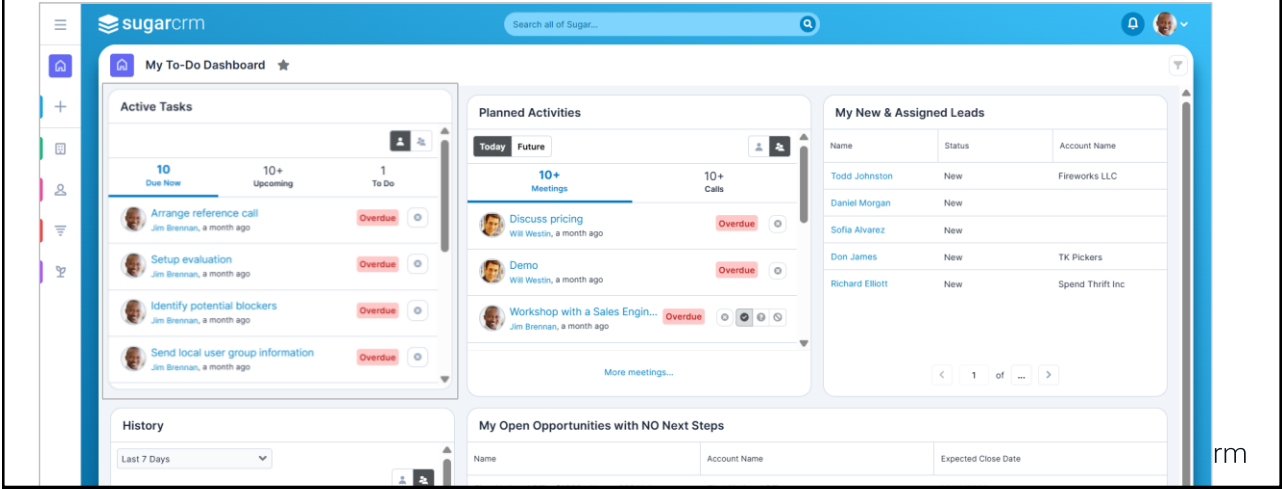 sugarcrm
Search all of Sugar...
My To-Do Dashboard
Active Tasks
10
Due Now
10+
Upcoming
1
To Do
Arrange reference call
Jim Brennan, a month ago
Overdue
Setup evaluation
Jim Brennan, a month ago
Overdue
Identify potential blockers
Jim Brennan, a month ago
Overdue
Send local user group information
Jim Brennan, a month ago
Overdue
Planned Activities
Today Future
10+
Meetings
10+
Calls
Discuss pricing
Will Westin, a month ago
Overdue
Demo
Will Westin, a month ago
Overdue
Workshop with a Sales Engin...
Jim Brennan, a month ago
Overdue
More meetings...
My New & Assigned Leads
Name Status Account Name
Todd Johnston New Fireworks LLC
Daniel Morgan New
Sofia Alvarez New
Don James New TK Pickers
Richard Elliott New Spend Thrift Inc
1 of ...
History
Last 7 Days
My Open Opportunities with NO Next Steps
Name Account Name Expected Close Date
rm